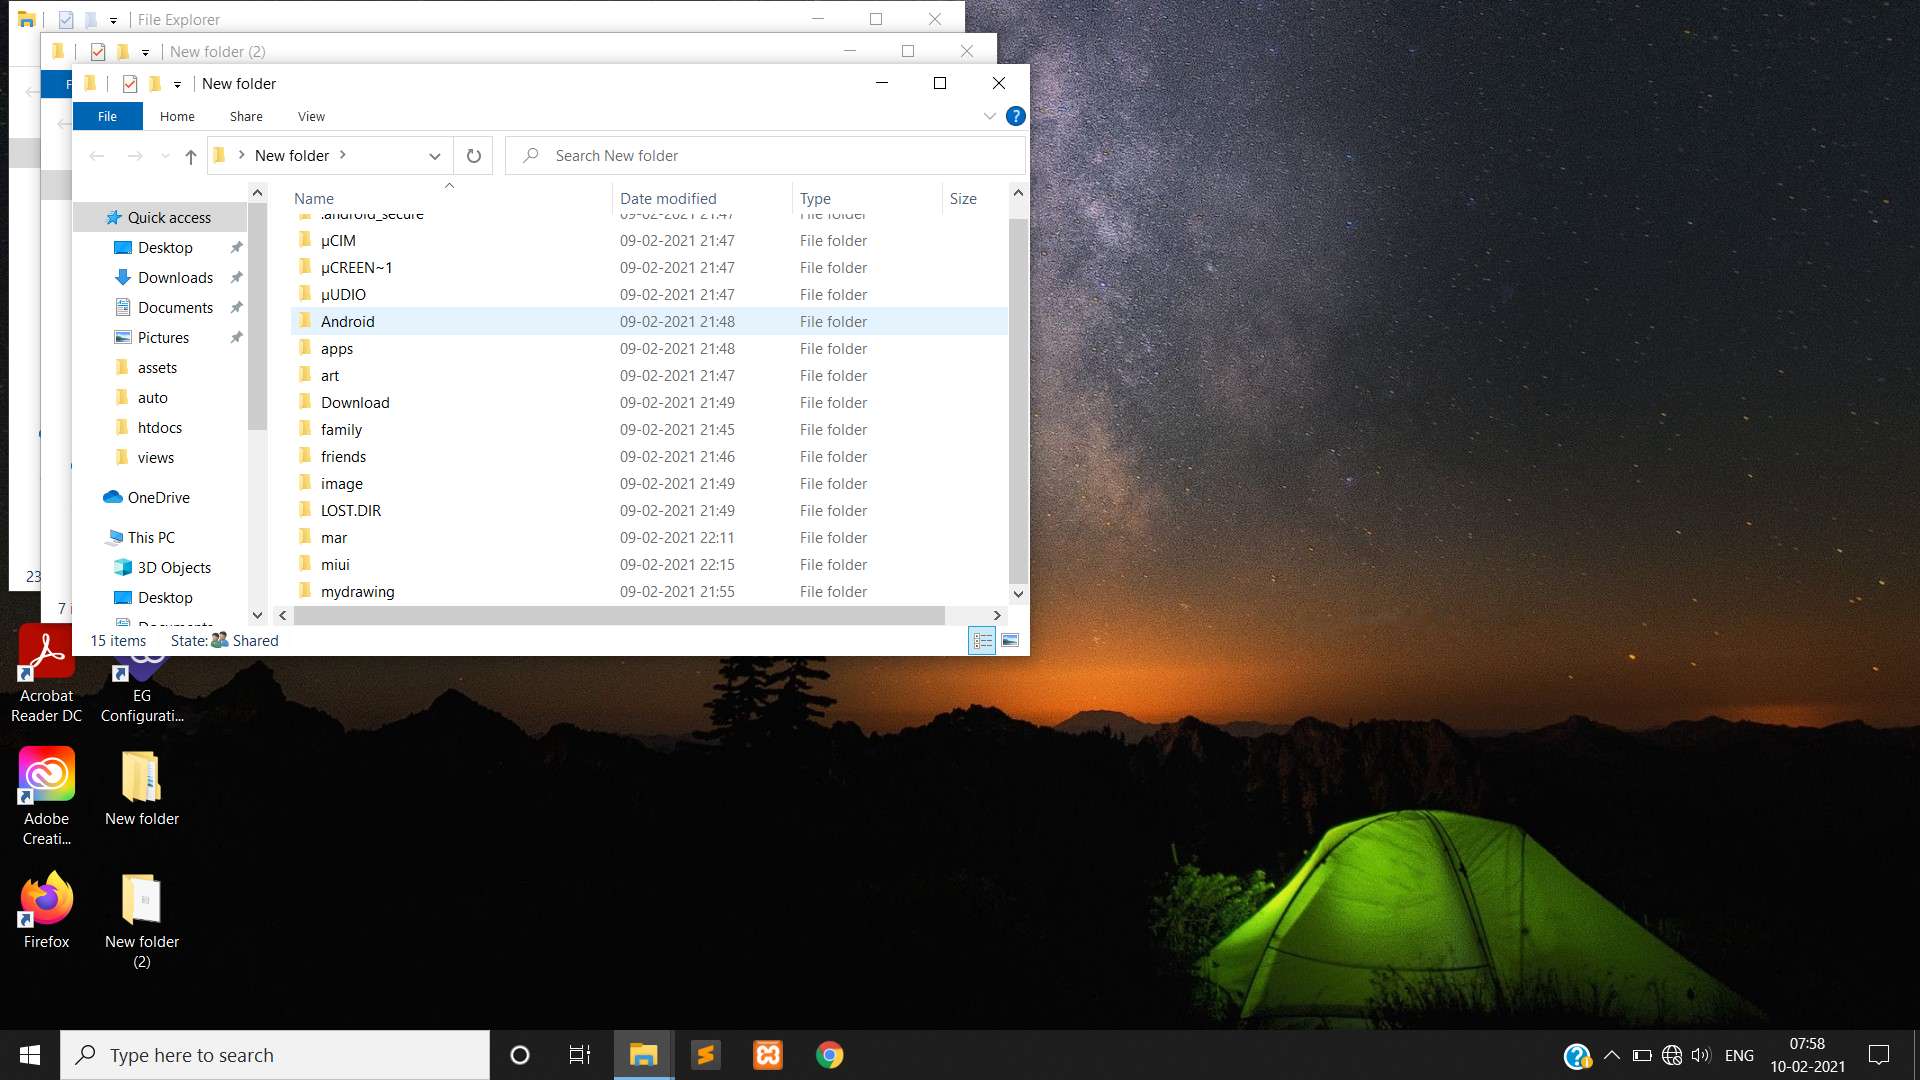 File Explorer
New folder (2)
New folder
File Home Share View
New folder
Search New folder
Name Date modified Type Size
.android_secure 09-02-2021 21:47 File folder
µCIM 09-02-2021 21:47 File folder
µCREEN~1 09-02-2021 21:47 File folder
µUDIO 09-02-2021 21:47 File folder
Android 09-02-2021 21:48 File folder
apps 09-02-2021 21:48 File folder
art 09-02-2021 21:47 File folder
Download 09-02-2021 21:49 File folder
family 09-02-2021 21:45 File folder
friends 09-02-2021 21:46 File folder
image 09-02-2021 21:49 File folder
LOST.DIR 09-02-2021 21:49 File folder
mar 09-02-2021 22:11 File folder
miui 09-02-2021 22:15 File folder
mydrawing 09-02-2021 21:55 File folder
Quick access
Desktop
Downloads
Documents
Pictures
assets
auto
htdocs
views
OneDrive
This PC
3D Objects
Desktop
Documents
23
7
15 items State: Shared
Acrobat
Reader DC
EG
Configurati...
Adobe
Creati...
New folder
Firefox
New folder
(2)
Type here to search
ENG
07:58
10-02-2021